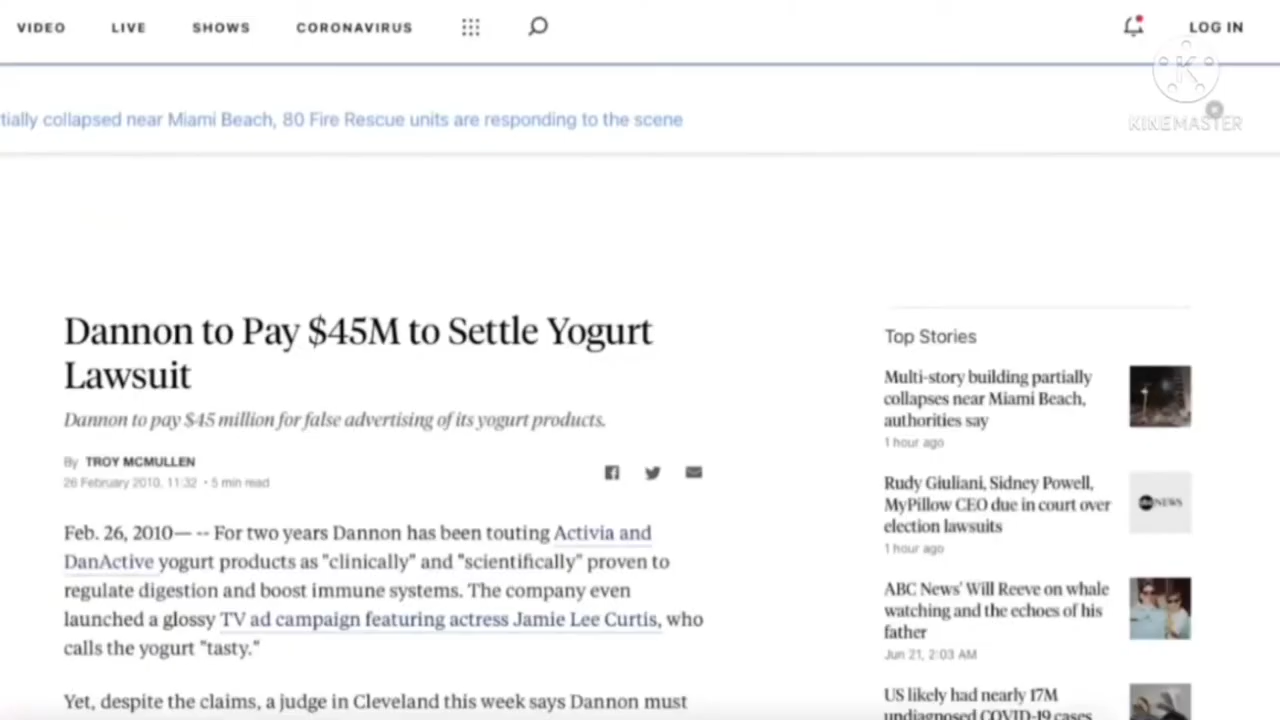 VIDEO LIVE SHOWS CORONAVIRUS LOG IN
KINEMASTER
tially collapsed near Miami Beach, 80 Fire Rescue units are responding to the scene
Dannon to Pay $45M to Settle Yogurt
Lawsuit
Dannon to pay $45 million for false advertising of its yogurt products.
By TROY MCMULLEN
26 February 2010, 11:32 • 5 min read
Feb. 26, 2010— -- For two years Dannon has been touting Activia and
DanActive yogurt products as "clinically" and "scientifically" proven to
regulate digestion and boost immune systems. The company even
launched a glossy TV ad campaign featuring actress Jamie Lee Curtis, who
calls the yogurt "tasty."
Yet, despite the claims, a judge in Cleveland this week says Dannon must
Top Stories
Multi-story building partially
collapses near Miami Beach,
authorities say
1 hour ago
Rudy Giuliani, Sidney Powell,
MyPillow CEO due in court over
election lawsuits
1 hour ago
abc NEWS
ABC News' Will Reeve on whale
watching and the echoes of his
father
Jun 21, 2:03 AM
US likely had nearly 17M
undiagnosed COVID-19 cases